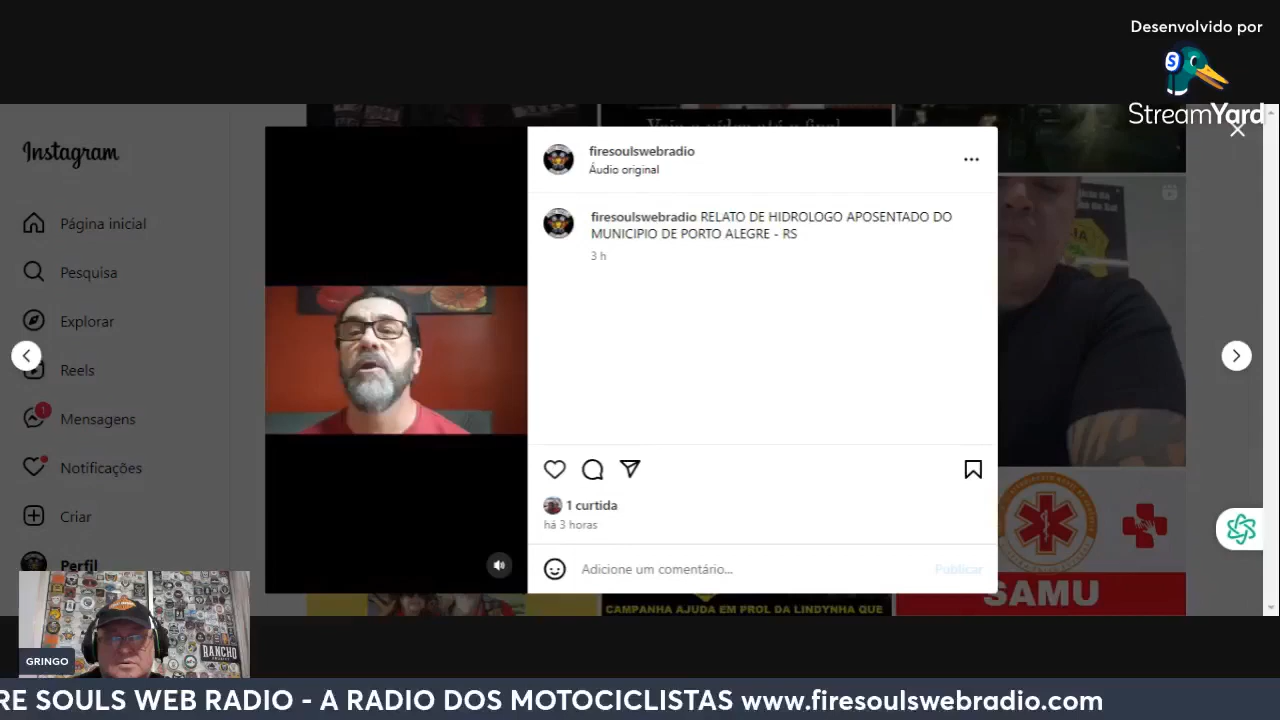 Desenvolvido por
StreamYard
Instagram
Página inicial
Pesquisa
Explorar
Reels
1
Mensagens
Notificações
Criar
Perfil
firesoulswebradio
Áudio original
firesoulswebradio RELATO DE HIDROLOGO APOSENTADO DO
MUNICIPIO DE PORTO ALEGRE - RS
3 h
1 curtida
há 3 horas
Adicione um comentário...
Publicar
CAMPANHA AJUDA EM PROL DA LINDYNHA QUE
SAMU
RANCHO
GRINGO
RE SOULS WEB RADIO - A RADIO DOS MOTOCICLISTAS www.firesoulswebradio.com